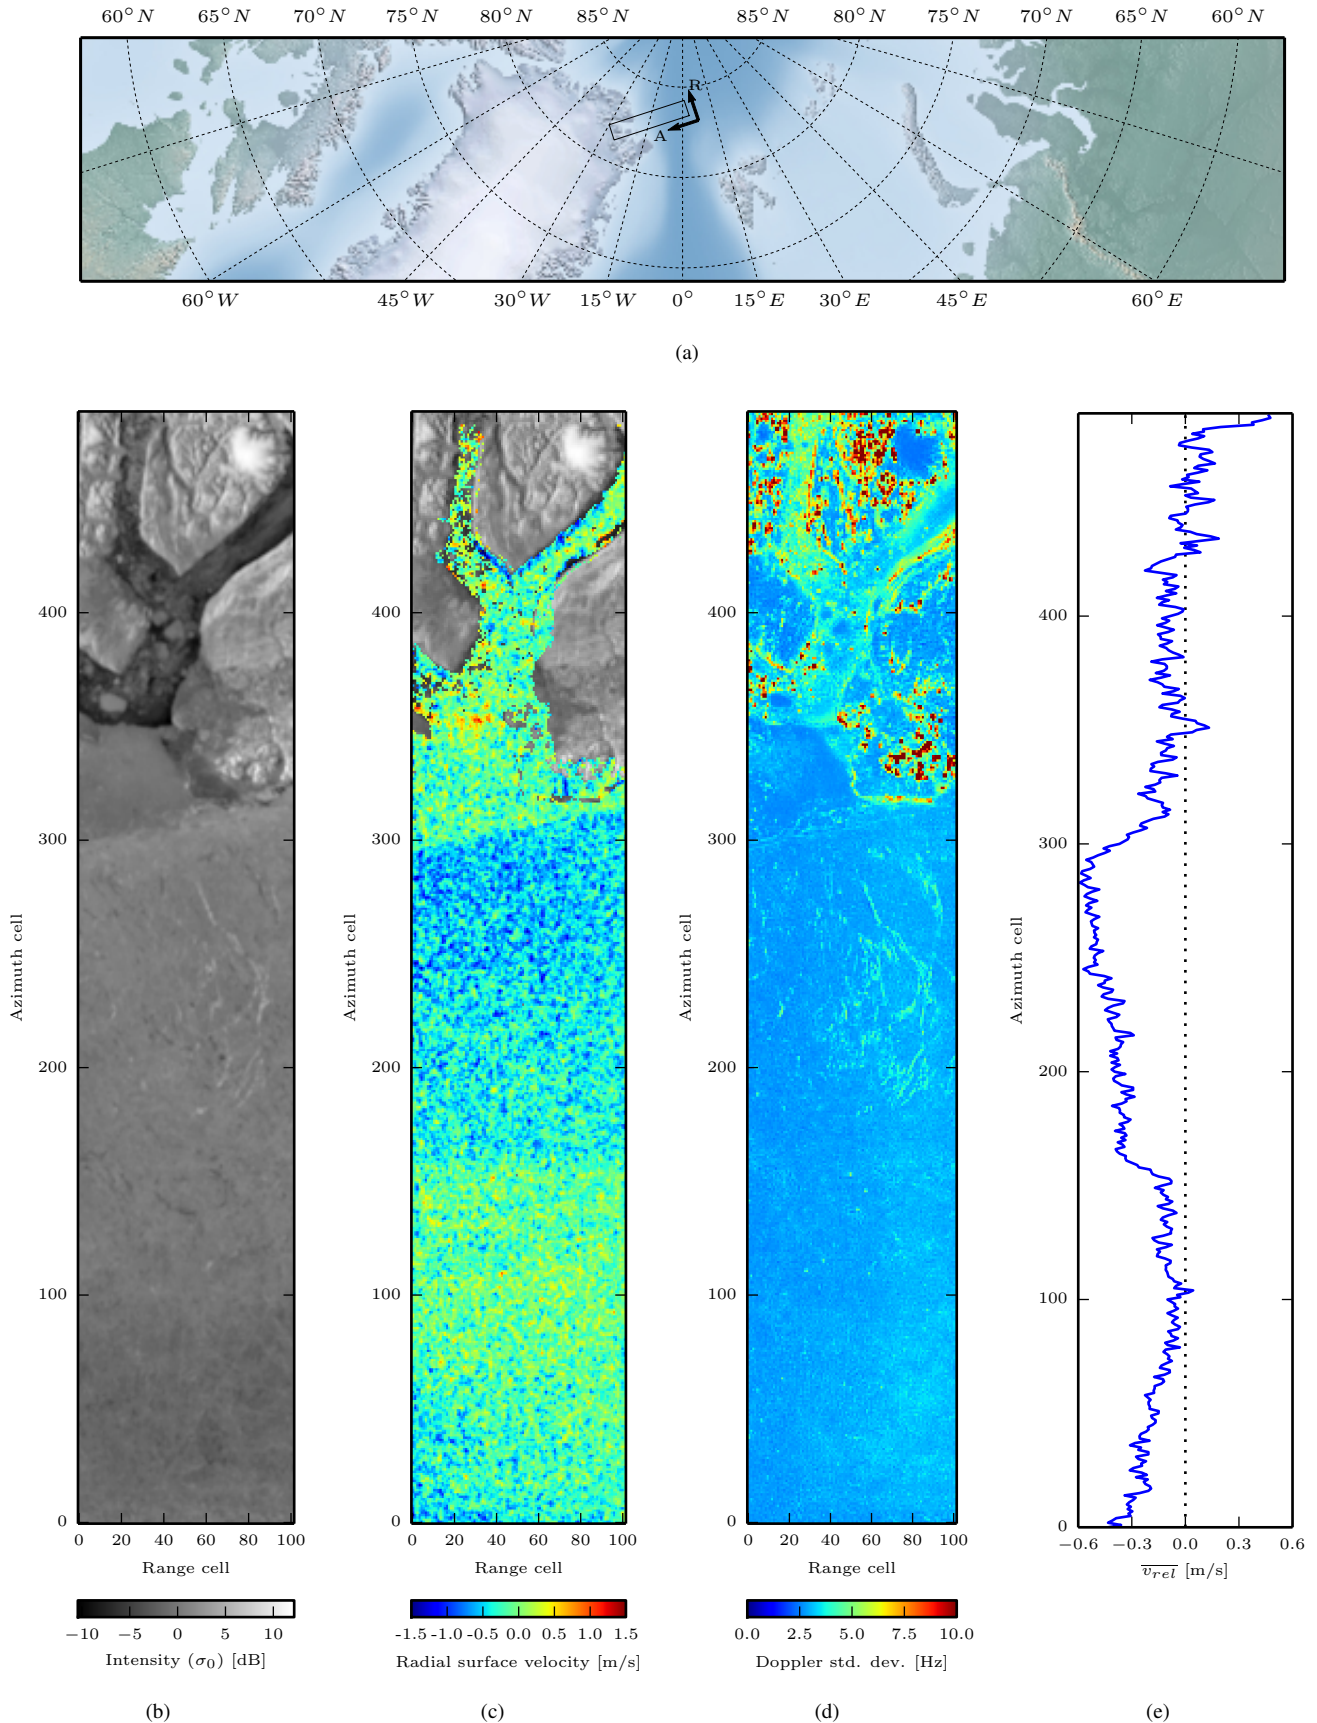 60°N 65°N 70°N 75°N 80°N 85°N 85°N 80°N 75°N 70°N 65°N 60°N
R
A
60°W 45°W 30°W 15°W 0° 15°E 30°E 45°E 60°E
(a)
400 400 400 400
300 300 300 300
Azimuth cell Azimuth cell Azimuth cell Azimuth cell
200 200 200 200
100 100 100 100
0 0 0 0
0 20 40 60 80 100 0 20 40 60 80 100 0 20 40 60 80 100 −0.6 −0.3 0.0 0.3 0.6
Range cell Range cell Range cell v_rel [m/s]
−10 −5 0 5 10 -1.5 -1.0 -0.5 0.0 0.5 1.0 1.5 0.0 2.5 5.0 7.5 10.0
Intensity (σ₀) [dB] Radial surface velocity [m/s] Doppler std. dev. [Hz]
(b) (c) (d) (e)